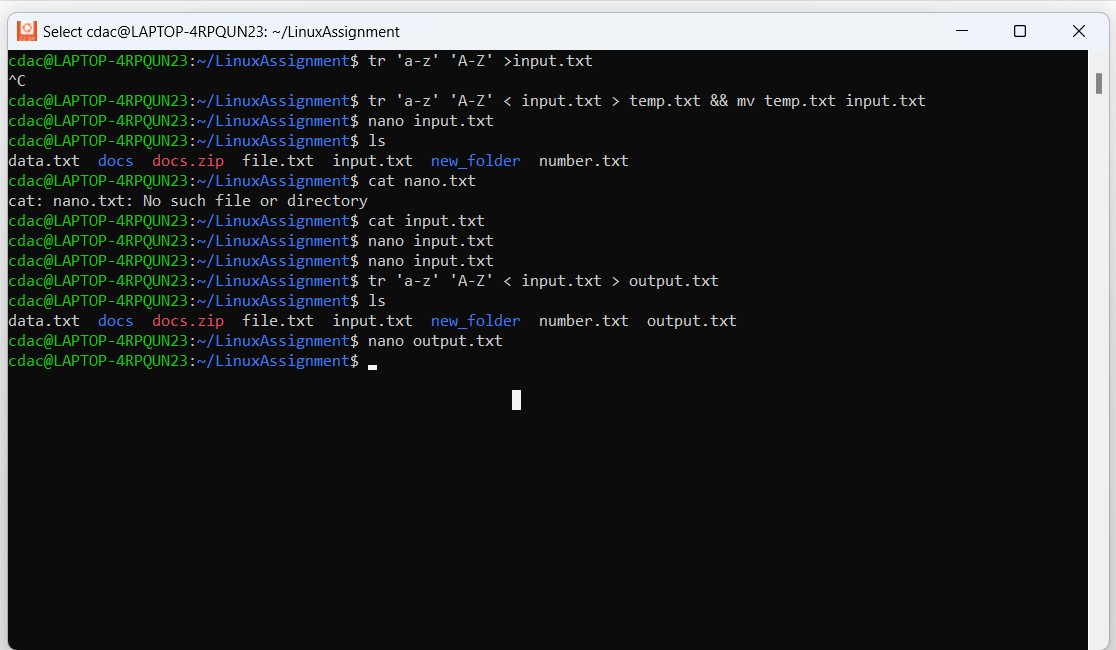 Select cdac@LAPTOP-4RPQUN23: ~/LinuxAssignment
cdac@LAPTOP-4RPQUN23:~/LinuxAssignment$ tr 'a-z' 'A-Z' >input.txt
^C
cdac@LAPTOP-4RPQUN23:~/LinuxAssignment$ tr 'a-z' 'A-Z' < input.txt > temp.txt && mv temp.txt input.txt
cdac@LAPTOP-4RPQUN23:~/LinuxAssignment$ nano input.txt
cdac@LAPTOP-4RPQUN23:~/LinuxAssignment$ ls
data.txt  docs  docs.zip  file.txt  input.txt  new_folder  number.txt
cdac@LAPTOP-4RPQUN23:~/LinuxAssignment$ cat nano.txt
cat: nano.txt: No such file or directory
cdac@LAPTOP-4RPQUN23:~/LinuxAssignment$ cat input.txt
cdac@LAPTOP-4RPQUN23:~/LinuxAssignment$ nano input.txt
cdac@LAPTOP-4RPQUN23:~/LinuxAssignment$ nano input.txt
cdac@LAPTOP-4RPQUN23:~/LinuxAssignment$ tr 'a-z' 'A-Z' < input.txt > output.txt
cdac@LAPTOP-4RPQUN23:~/LinuxAssignment$ ls
data.txt  docs  docs.zip  file.txt  input.txt  new_folder  number.txt  output.txt
cdac@LAPTOP-4RPQUN23:~/LinuxAssignment$ nano output.txt
cdac@LAPTOP-4RPQUN23:~/LinuxAssignment$